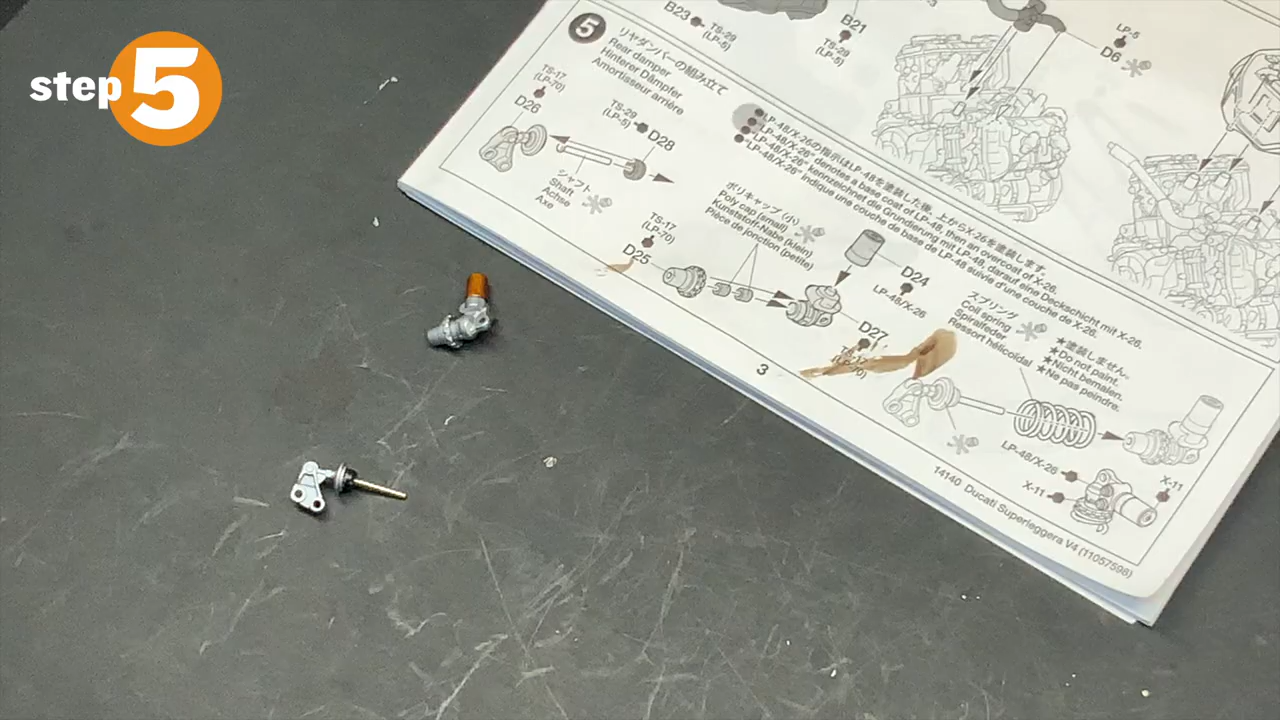 step 5
B23
TS-29
(LP-5)
B21
TS-29
(LP-5)
LP-5
D6
5
リヤダンパーの組み立て
Rear damper
Hinterer Dämpfer
Amortisseur arrière
TS-17
(LP-70)
D26
TS-29
(LP-5)
D28
シャフト
Shaft
Achse
Axe
LP-48/X-26の指示はLP-48を塗装した後、上からX-26を塗装します。
"LP-48/X-26" denotes a base coat of LP-48, then an overcoat of X-26.
"LP-48/X-26" kennzeichnet die Grundierung mit LP-48, darauf eine Deckschicht mit X-26.
"LP-48/X-26" indique une couche de base de LP-48 suivie d'une couche de X-26.
ポリキャップ (小)
Poly cap (small)
Kunststoff-Nabe (klein)
Pièce de jonction (petite)
TS-17
(LP-70)
D25
D24
LP-48/X-26
D27
スプリング
Coil spring
Spiralfeder
Ressort hélicoïdal
★塗装しません。
★Do not paint.
★Nicht bemalen.
★Ne pas peindre.
LP-48/X-26
X-11
X-11
3
14140 Ducati Superleggera V4 (11057598)